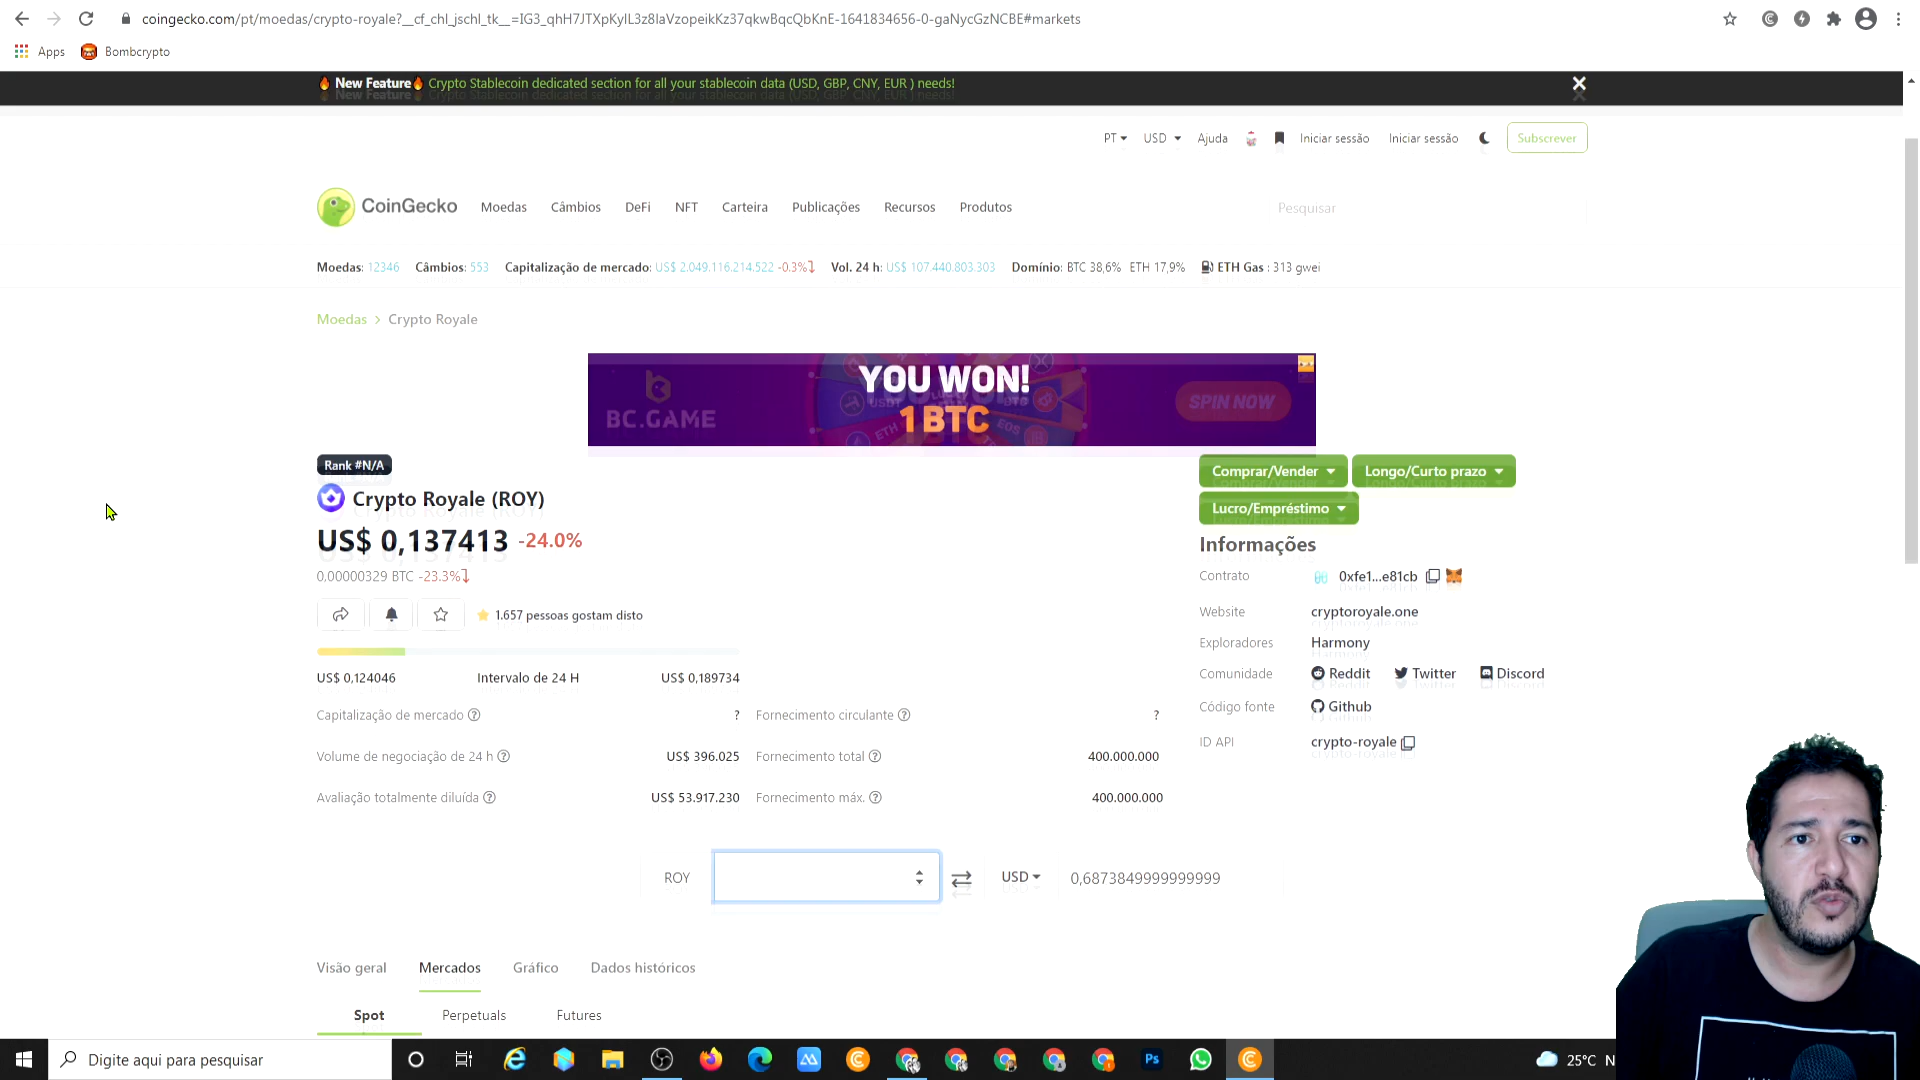 coingecko.com/pt/moedas/crypto-royale?__cf_chl_jschl_tk__=IG3_qhH7JTXpKyIL3z8IaVzopeikKz37qkwBqcQbKnE-1641834656-0-gaNycGzNCBE#markets
Apps Bombcrypto
New Feature Crypto Stablecoin dedicated section for all your stablecoin data (USD, GBP, CNY, EUR ) needs!
PT USD Ajuda Iniciar sessão Iniciar sessão Subscrever
CoinGecko Moedas Câmbios DeFi NFT Carteira Publicações Recursos Produtos Pesquisar
Moedas: 12346 Câmbios: 553 Capitalização de mercado: US$ 2.049.116.214.522 -0.3% Vol. 24 h: US$ 107.440.803.303 Domínio: BTC 38,6% ETH 17,9% ETH Gas : 313 gwei
Moedas > Crypto Royale
BC.GAME YOU WON! 1 BTC SPIN NOW
Rank #N/A
Crypto Royale (ROY)
US$ 0,137413 -24.0%
0,00000329 BTC -23.3%
1.657 pessoas gostam disto
US$ 0,124046 Intervalo de 24 H US$ 0,189734
Capitalização de mercado ? Fornecimento circulante ?
Volume de negociação de 24 h US$ 396.025 Fornecimento total 400.000.000
Avaliação totalmente diluída US$ 53.917.230 Fornecimento máx. 400.000.000
Comprar/Vender Longo/Curto prazo
Lucro/Empréstimo
Informações
Contrato 0xfe1...e81cb
Website cryptoroyale.one
Exploradores Harmony
Comunidade Reddit Twitter Discord
Código fonte Github
ID API crypto-royale
ROY USD 0,6873849999999999
Visão geral Mercados Gráfico Dados históricos
Spot Perpetuals Futures
Digite aqui para pesquisar
Ps
25°C N